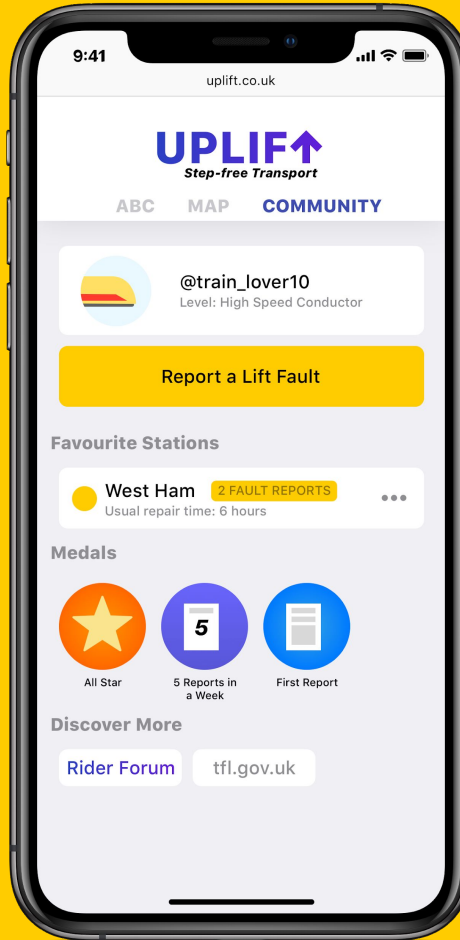 9:41
uplift.co.uk
UPLIF↑
Step-free Transport
ABC MAP COMMUNITY
@train_lover10
Level: High Speed Conductor
Report a Lift Fault
Favourite Stations
West Ham 2 FAULT REPORTS
Usual repair time: 6 hours
Medals
5
All Star
5 Reports in
a Week
First Report
Discover More
Rider Forum tfl.gov.uk